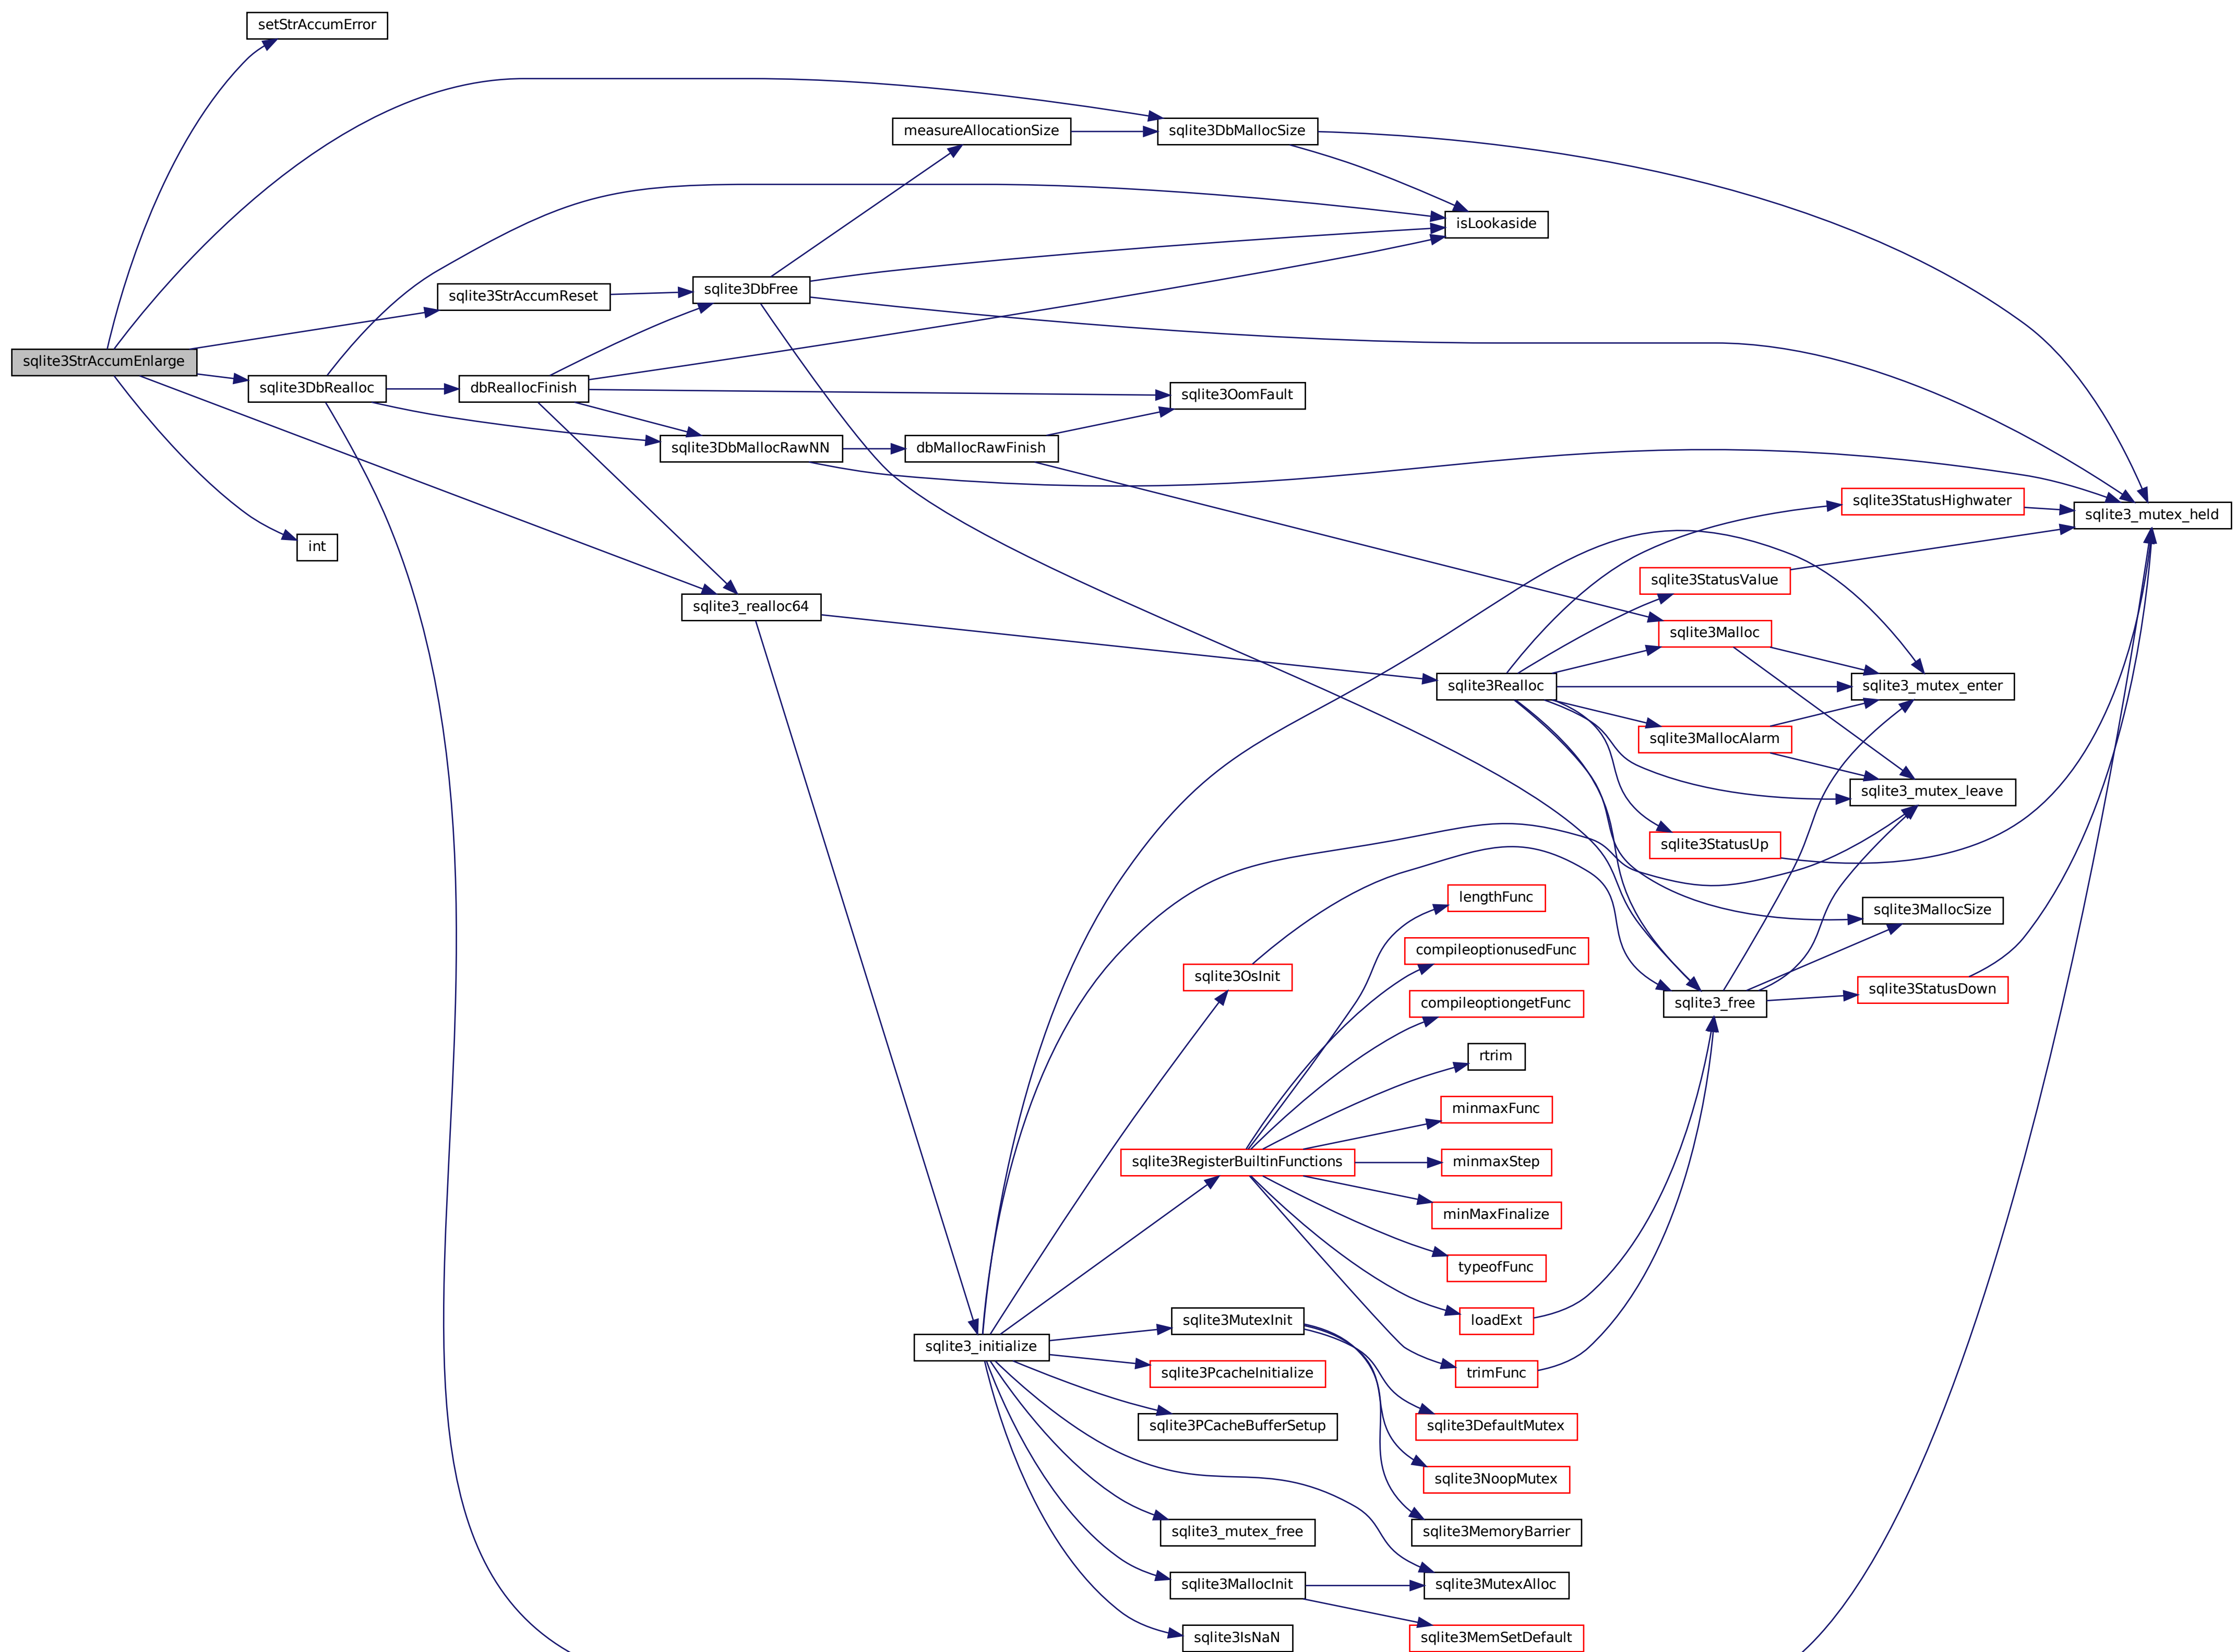 setStrAccumError
measureAllocationSize
sqlite3DbMallocSize
isLookaside
sqlite3StrAccumReset
sqlite3DbFree
sqlite3StrAccumEnlarge
sqlite3DbRealloc
dbReallocFinish
sqlite3OomFault
sqlite3DbMallocRawNN
dbMallocRawFinish
sqlite3StatusHighwater
sqlite3_mutex_held
int
sqlite3StatusValue
sqlite3_realloc64
sqlite3Malloc
sqlite3Realloc
sqlite3_mutex_enter
sqlite3MallocAlarm
sqlite3_mutex_leave
sqlite3StatusUp
lengthFunc
sqlite3MallocSize
compileoptionusedFunc
sqlite3OsInit
sqlite3StatusDown
compileoptiongetFunc
sqlite3_free
rtrim
minmaxFunc
sqlite3RegisterBuiltinFunctions
minmaxStep
minMaxFinalize
typeofFunc
sqlite3MutexInit
loadExt
sqlite3_initialize
sqlite3PcacheInitialize
trimFunc
sqlite3PCacheBufferSetup
sqlite3DefaultMutex
sqlite3NoopMutex
sqlite3_mutex_free
sqlite3MemoryBarrier
sqlite3MallocInit
sqlite3MutexAlloc
sqlite3IsNaN
sqlite3MemSetDefault